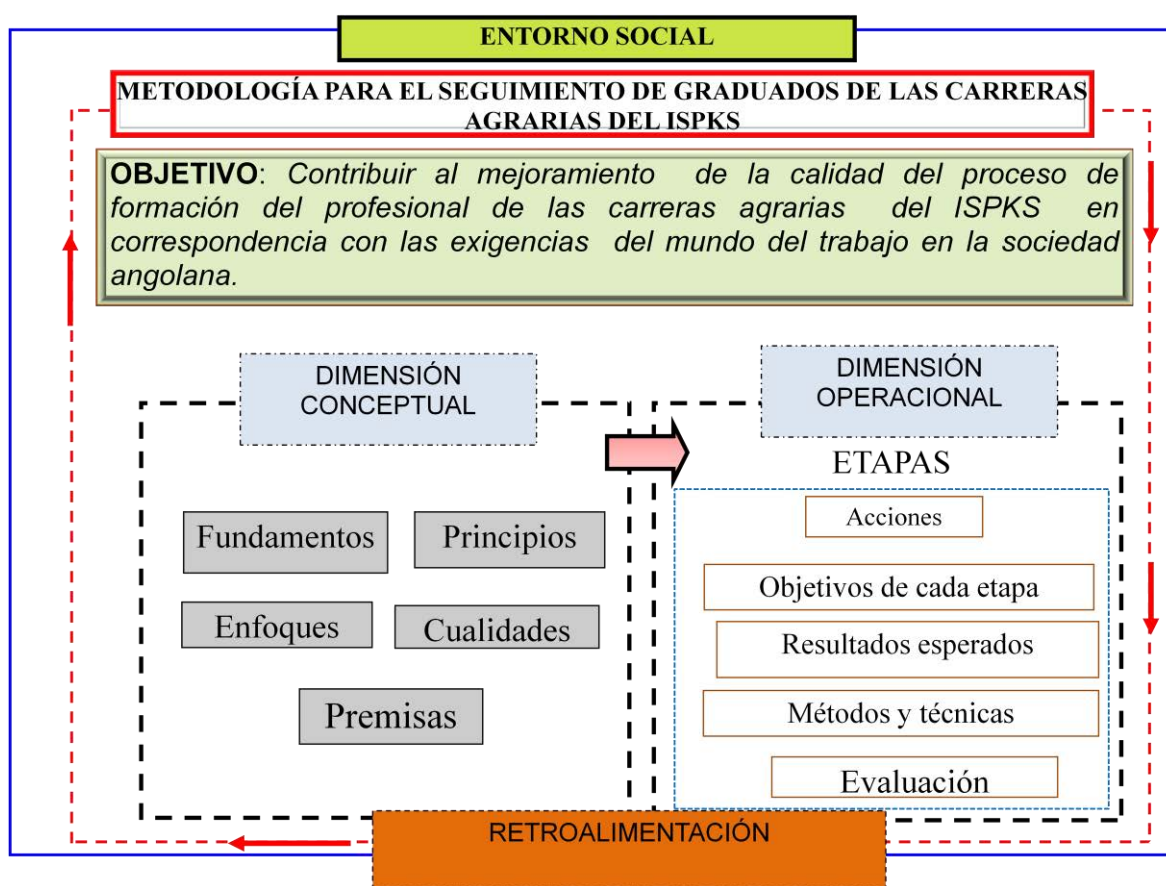 ENTORNO SOCIAL
METODOLOGÍA PARA EL SEGUIMIENTO DE GRADUADOS DE LAS CARRERAS
AGRARIAS DEL ISPKS
OBJETIVO: Contribuir al mejoramiento de la calidad del proceso de
formación del profesional de las carreras agrarias del ISPKS en
correspondencia con las exigencias del mundo del trabajo en la sociedad
angolana.
DIMENSIÓN
CONCEPTUAL
Fundamentos
Principios
Enfoques
Cualidades
Premisas
DIMENSIÓN
OPERACIONAL
ETAPAS
Acciones
Objetivos de cada etapa
Resultados esperados
Métodos y técnicas
Evaluación
RETROALIMENTACIÓN